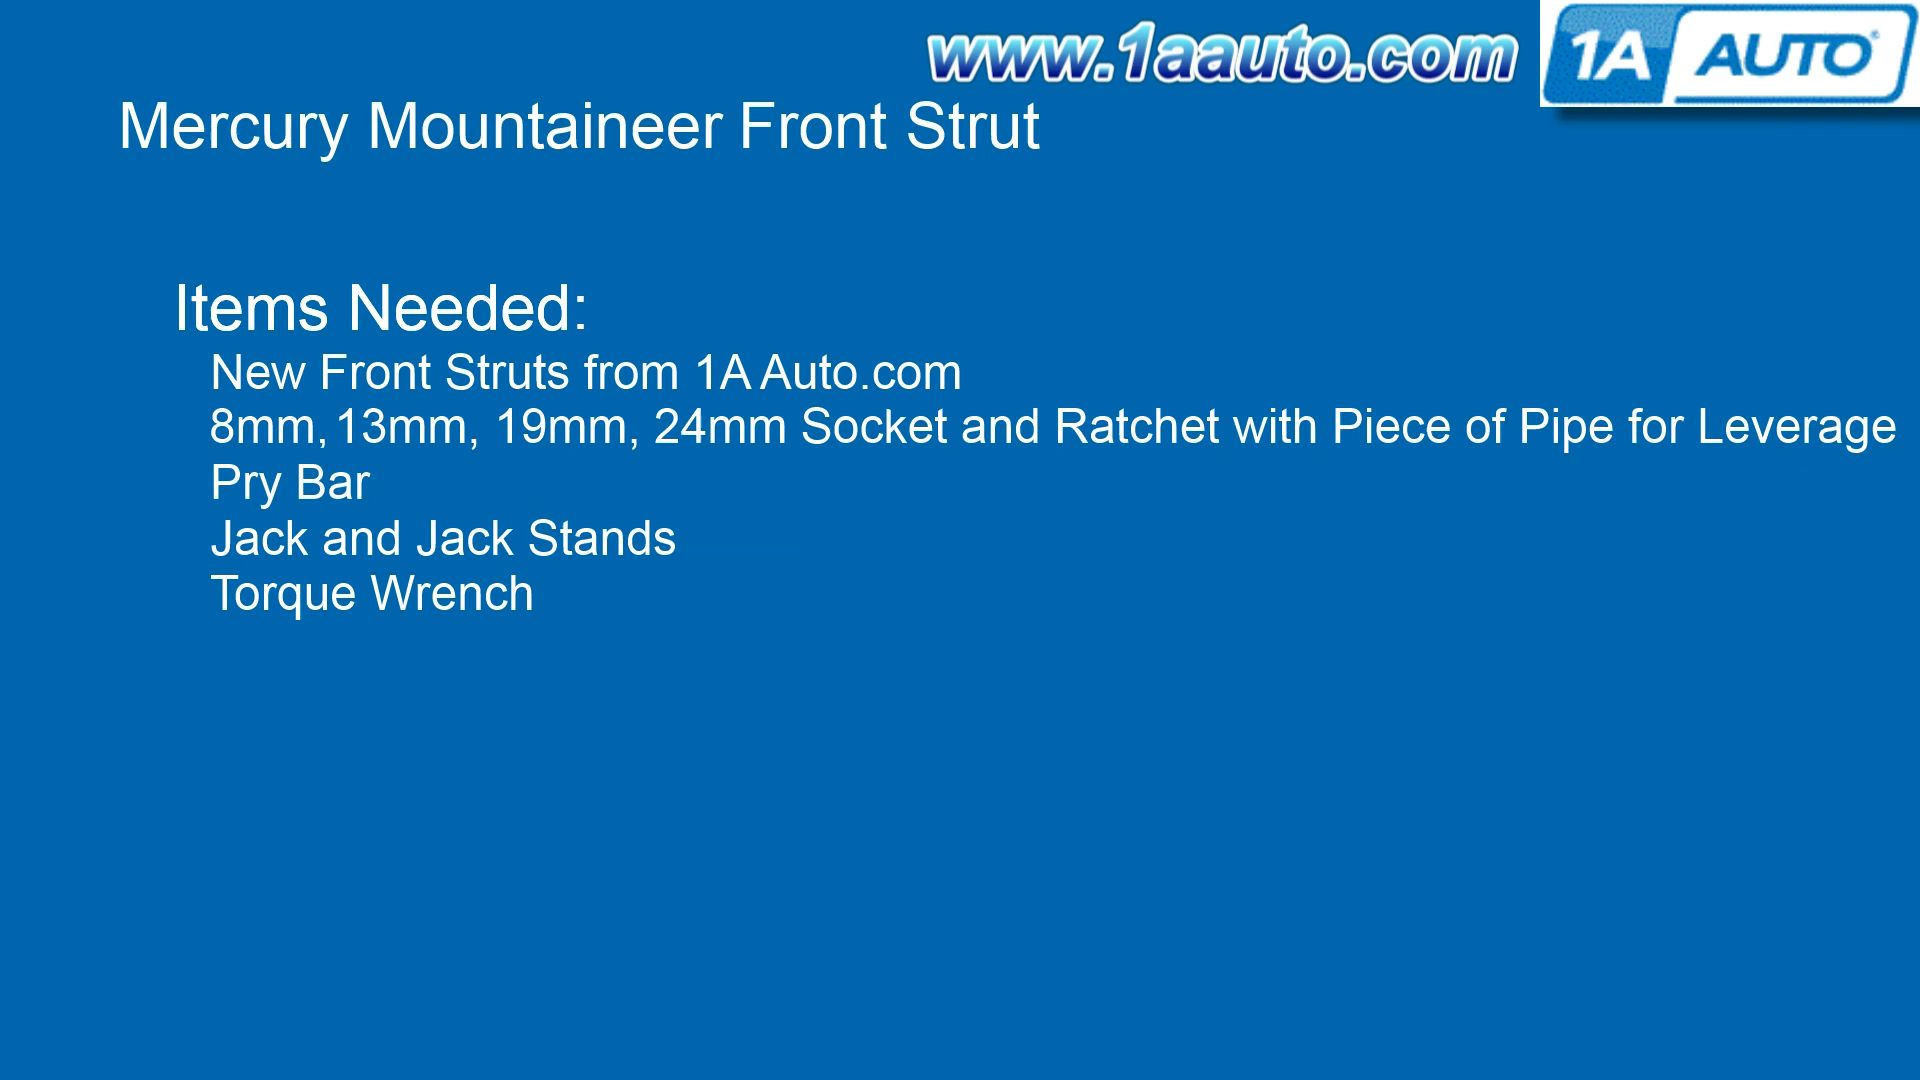 www.1aauto.com
1A AUTO
Mercury Mountaineer Front Strut
Items Needed:
New Front Struts from 1A Auto.com
8mm, 13mm, 19mm, 24mm Socket and Ratchet with Piece of Pipe for Leverage
Pry Bar
Jack and Jack Stands
Torque Wrench